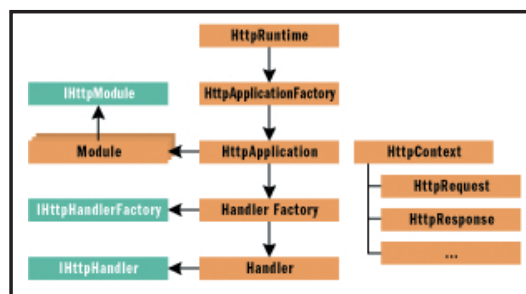 HttpRuntime
IHttpModule
HttpApplicationFactory
Module
HttpApplication
HttpContext
HttpRequest
IHttpHandlerFactory
Handler Factory
HttpResponse
...
IHttpHandler
Handler